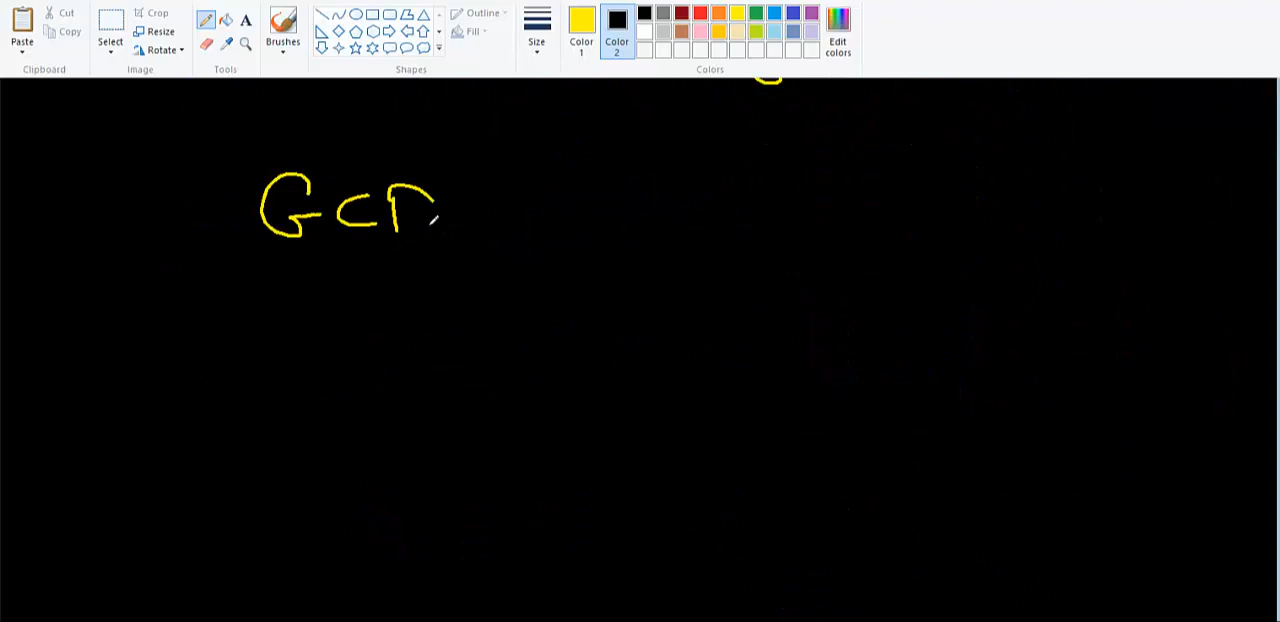 Paste
Cut
Copy
Clipboard
Select
Crop
Resize
Rotate
Image
A
Tools
Brushes
Shapes
Outline
Fill
Size
Color 1
Color 2
Edit colors
Colors
GCD